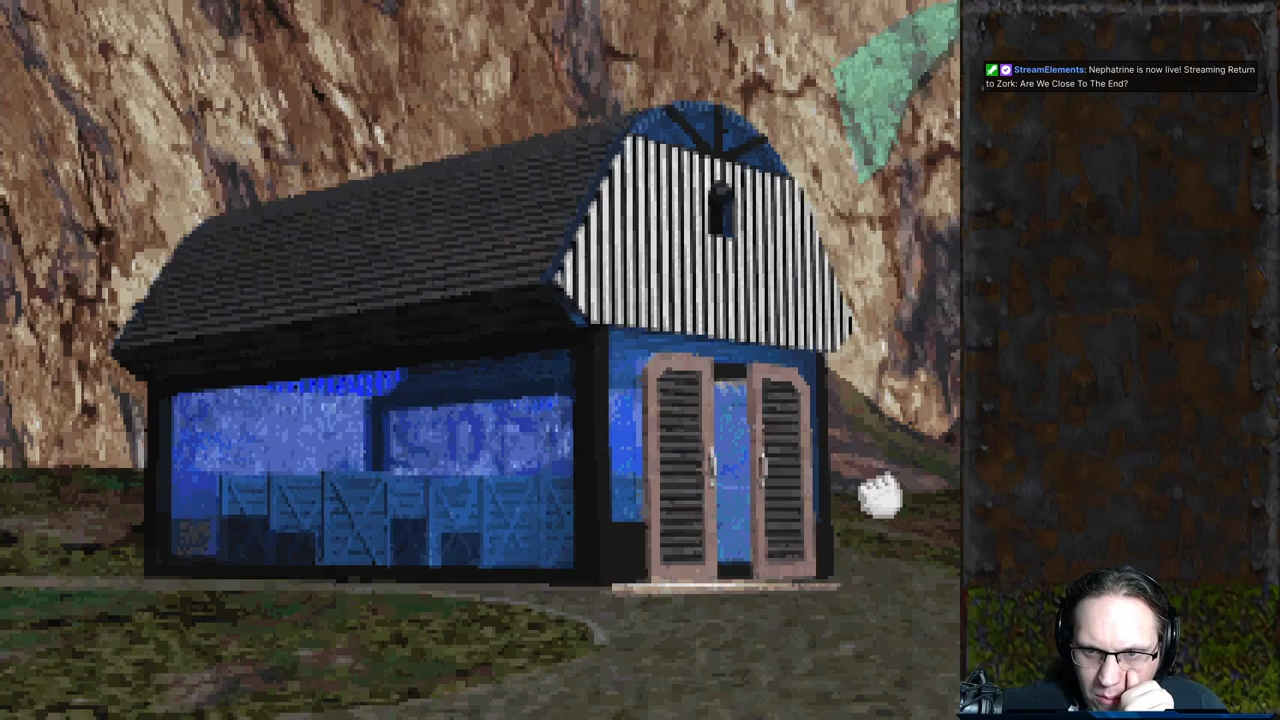 StreamElements: Nephatrine is now live! Streaming Return
to Zork: Are We Close To The End?